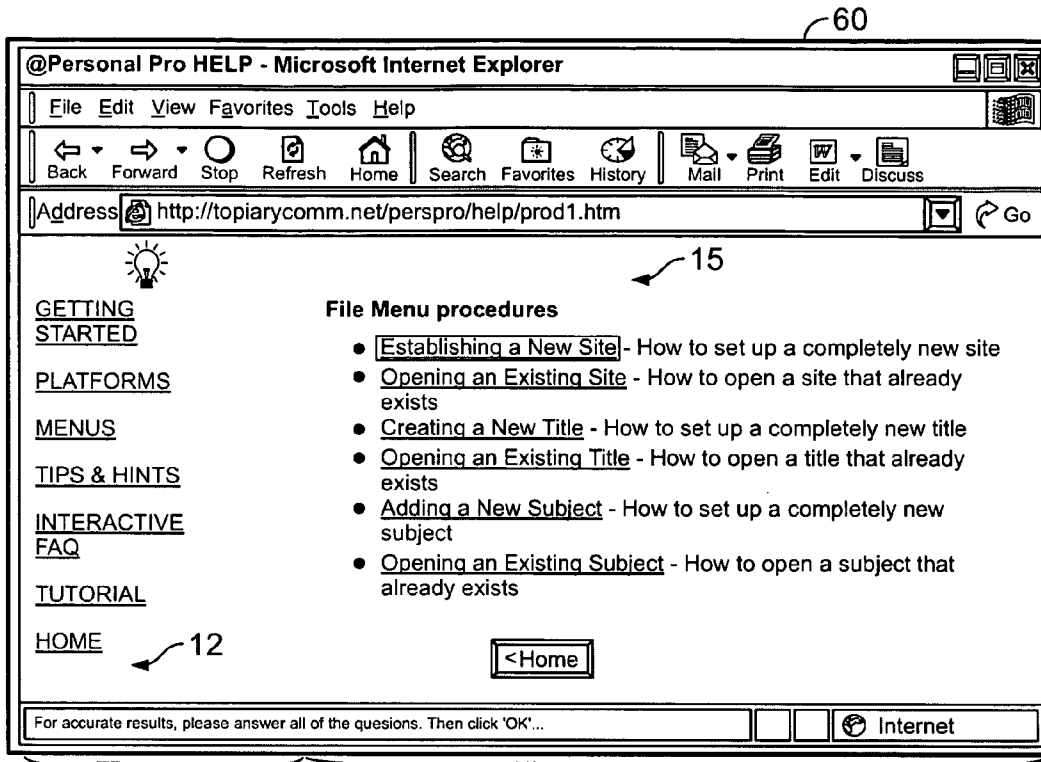 60
@Personal Pro HELP - Microsoft Internet Explorer
File Edit View Favorites Tools Help
Back Forward Stop Refresh Home Search Favorites History Mail Print Edit Discuss
Address http://topiarycomm.net/perspro/help/prod1.htm Go
15
GETTING
STARTED
PLATFORMS
MENUS
TIPS & HINTS
INTERACTIVE
FAQ
TUTORIAL
HOME
12
File Menu procedures
● Establishing a New Site - How to set up a completely new site
● Opening an Existing Site - How to open a site that already
exists
● Creating a New Title - How to set up a completely new title
● Opening an Existing Title - How to open a title that already
exists
● Adding a New Subject - How to set up a completely new
subject
● Opening an Existing Subject - How to open a subject that
already exists
<Home
For accurate results, please answer all of the quesions. Then click 'OK'...
Internet